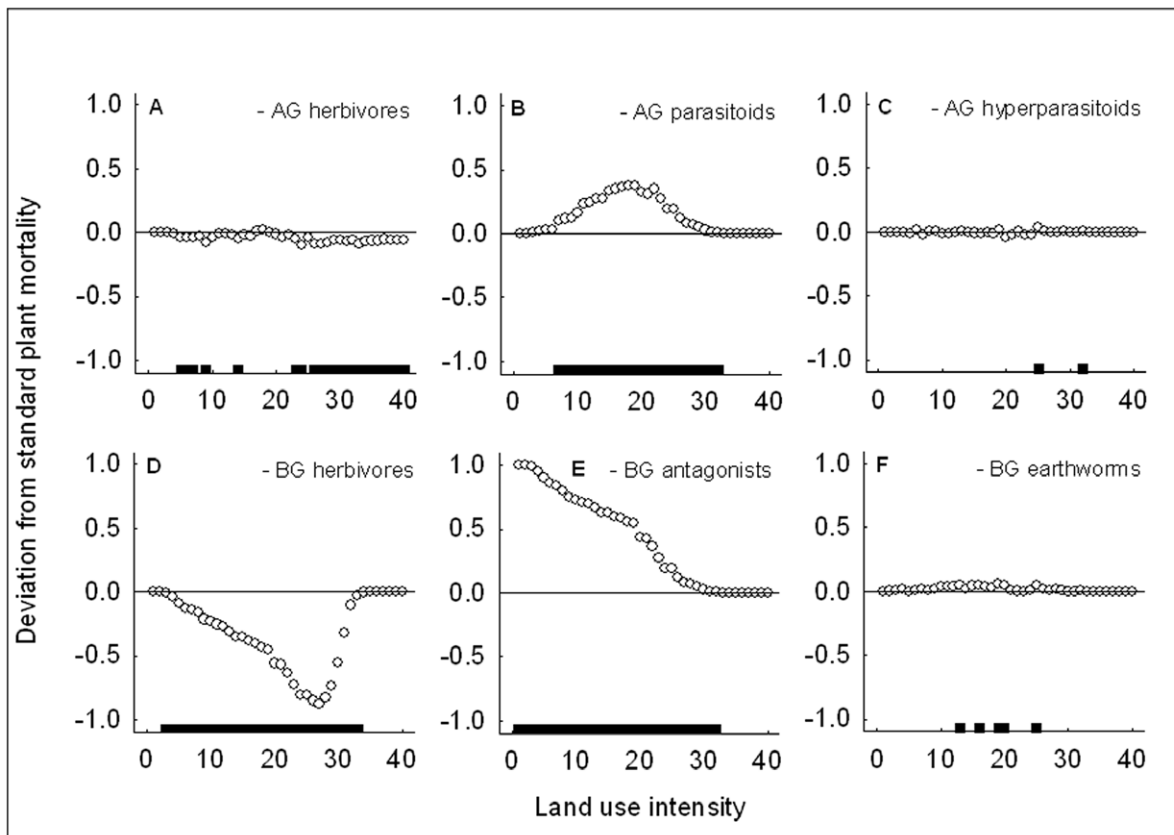 Deviation from standard plant mortality
A
- AG herbivores
1.0
0.5
0.0
-0.5
-1.0
0 10 20 30 40
B
- AG parasitoids
1.0
0.5
0.0
-0.5
-1.0
0 10 20 30 40
C
- AG hyperparasitoids
1.0
0.5
0.0
-0.5
-1.0
0 10 20 30 40
D
- BG herbivores
1.0
0.5
0.0
-0.5
-1.0
0 10 20 30 40
E
- BG antagonists
1.0
0.5
0.0
-0.5
-1.0
0 10 20 30 40
F
- BG earthworms
1.0
0.5
0.0
-0.5
-1.0
0 10 20 30 40
Land use intensity